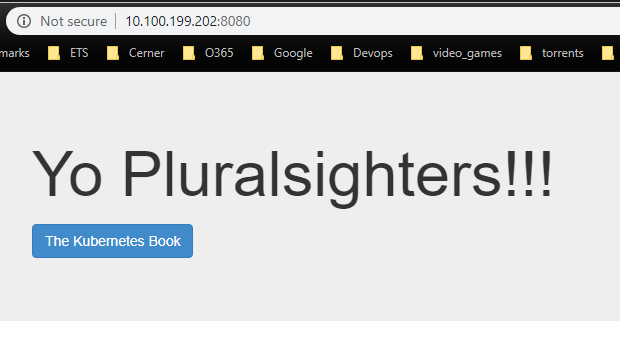 Not secure 10.100.199.202:8080
marks ETS Cerner O365 Google Devops video_games torrents
Yo Pluralsighters!!!
The Kubernetes Book